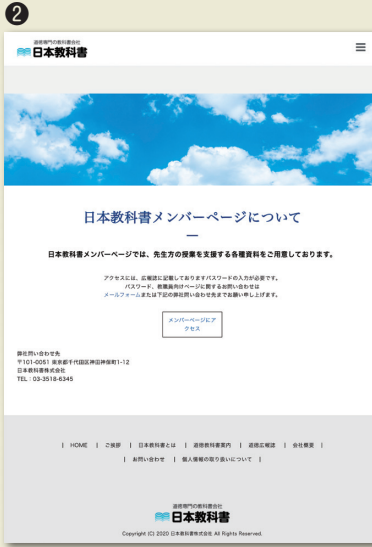 ❷
道徳専門の教科書会社
日本教科書
日本教科書メンバーページについて
日本教科書メンバーページでは、先生方の授業を支援する各種資料をご用意しております。
アクセスには、広報誌に記載しておりますパスワードの入力が必要です。
パスワード、教職員向けページに関するお問い合わせは
メールフォームまたは下記の弊社問い合わせ先までお願い申し上げます。
メンバーページにア
クセス
弊社問い合わせ先
〒101-0051 東京都千代田区神田神保町1-12
日本教科書株式会社
TEL：03-3518-6345
| HOME | ご挨拶 | 日本教科書とは | 道徳教科書案内 | 道徳広報誌 | 会社概要 |
| お問い合わせ | 個人情報の取り扱いについて |
道徳専門の教科書会社
日本教科書
Copyright (C) 2020 日本教科書株式会社 All Rights Reserved.